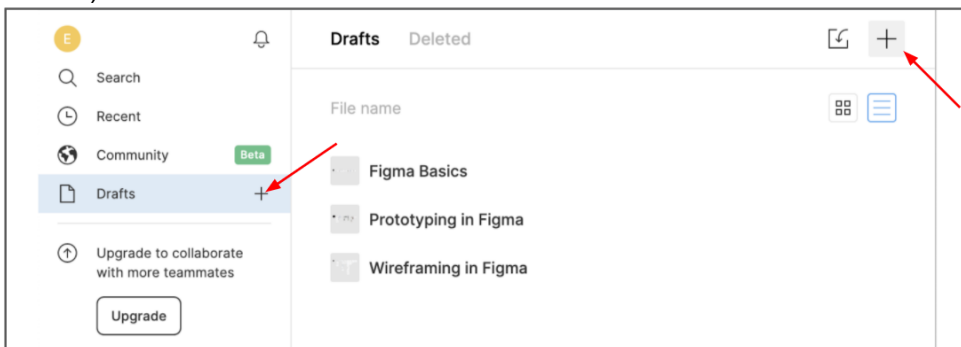 E
Search
Recent
Community Beta
Drafts
Upgrade to collaborate
with more teammates
Upgrade
Drafts Deleted
File name
Figma Basics
Prototyping in Figma
Wireframing in Figma